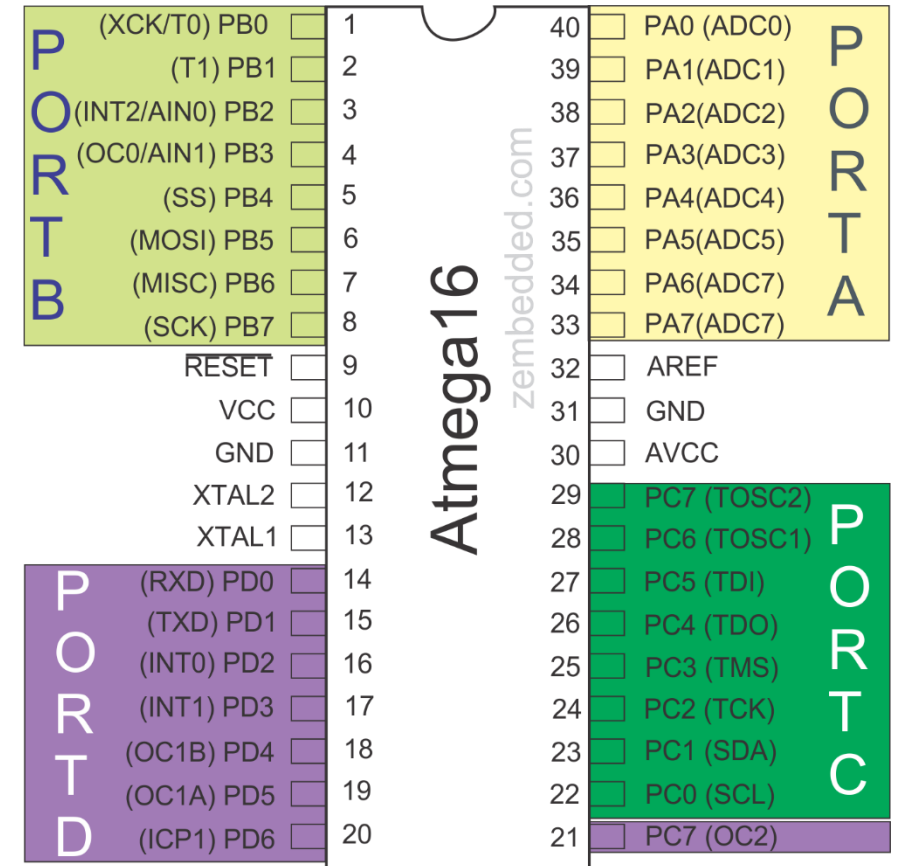 PORTB
(XCK/T0) PB0 1
(T1) PB1 2
(INT2/AIN0) PB2 3
(OC0/AIN1) PB3 4
(SS) PB4 5
(MOSI) PB5 6
(MISC) PB6 7
(SCK) PB7 8
RESET 9
VCC 10
GND 11
XTAL2 12
XTAL1 13
PORTD
(RXD) PD0 14
(TXD) PD1 15
(INT0) PD2 16
(INT1) PD3 17
(OC1B) PD4 18
(OC1A) PD5 19
(ICP1) PD6 20
Atmega16
zembedded.com
40 PA0 (ADC0)
39 PA1(ADC1)
38 PA2(ADC2)
37 PA3(ADC3)
36 PA4(ADC4)
35 PA5(ADC5)
34 PA6(ADC7)
33 PA7(ADC7)
PORTA
32 AREF
31 GND
30 AVCC
29 PC7 (TOSC2)
28 PC6 (TOSC1)
27 PC5 (TDI)
26 PC4 (TDO)
25 PC3 (TMS)
24 PC2 (TCK)
23 PC1 (SDA)
22 PC0 (SCL)
PORTC
21 PC7 (OC2)